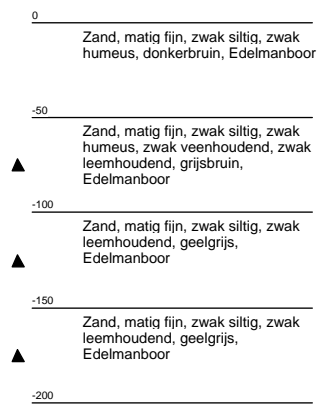 0
Zand, matig fijn, zwak siltig, zwak
humeus, donkerbruin, Edelmanboor
-50
Zand, matig fijn, zwak siltig, zwak
humeus, zwak veenhoudend, zwak
leemhoudend, grijsbruin,
Edelmanboor
-100
Zand, matig fijn, zwak siltig, zwak
leemhoudend, geelgrijs,
Edelmanboor
-150
Zand, matig fijn, zwak siltig, zwak
leemhoudend, geelgrijs,
Edelmanboor
-200